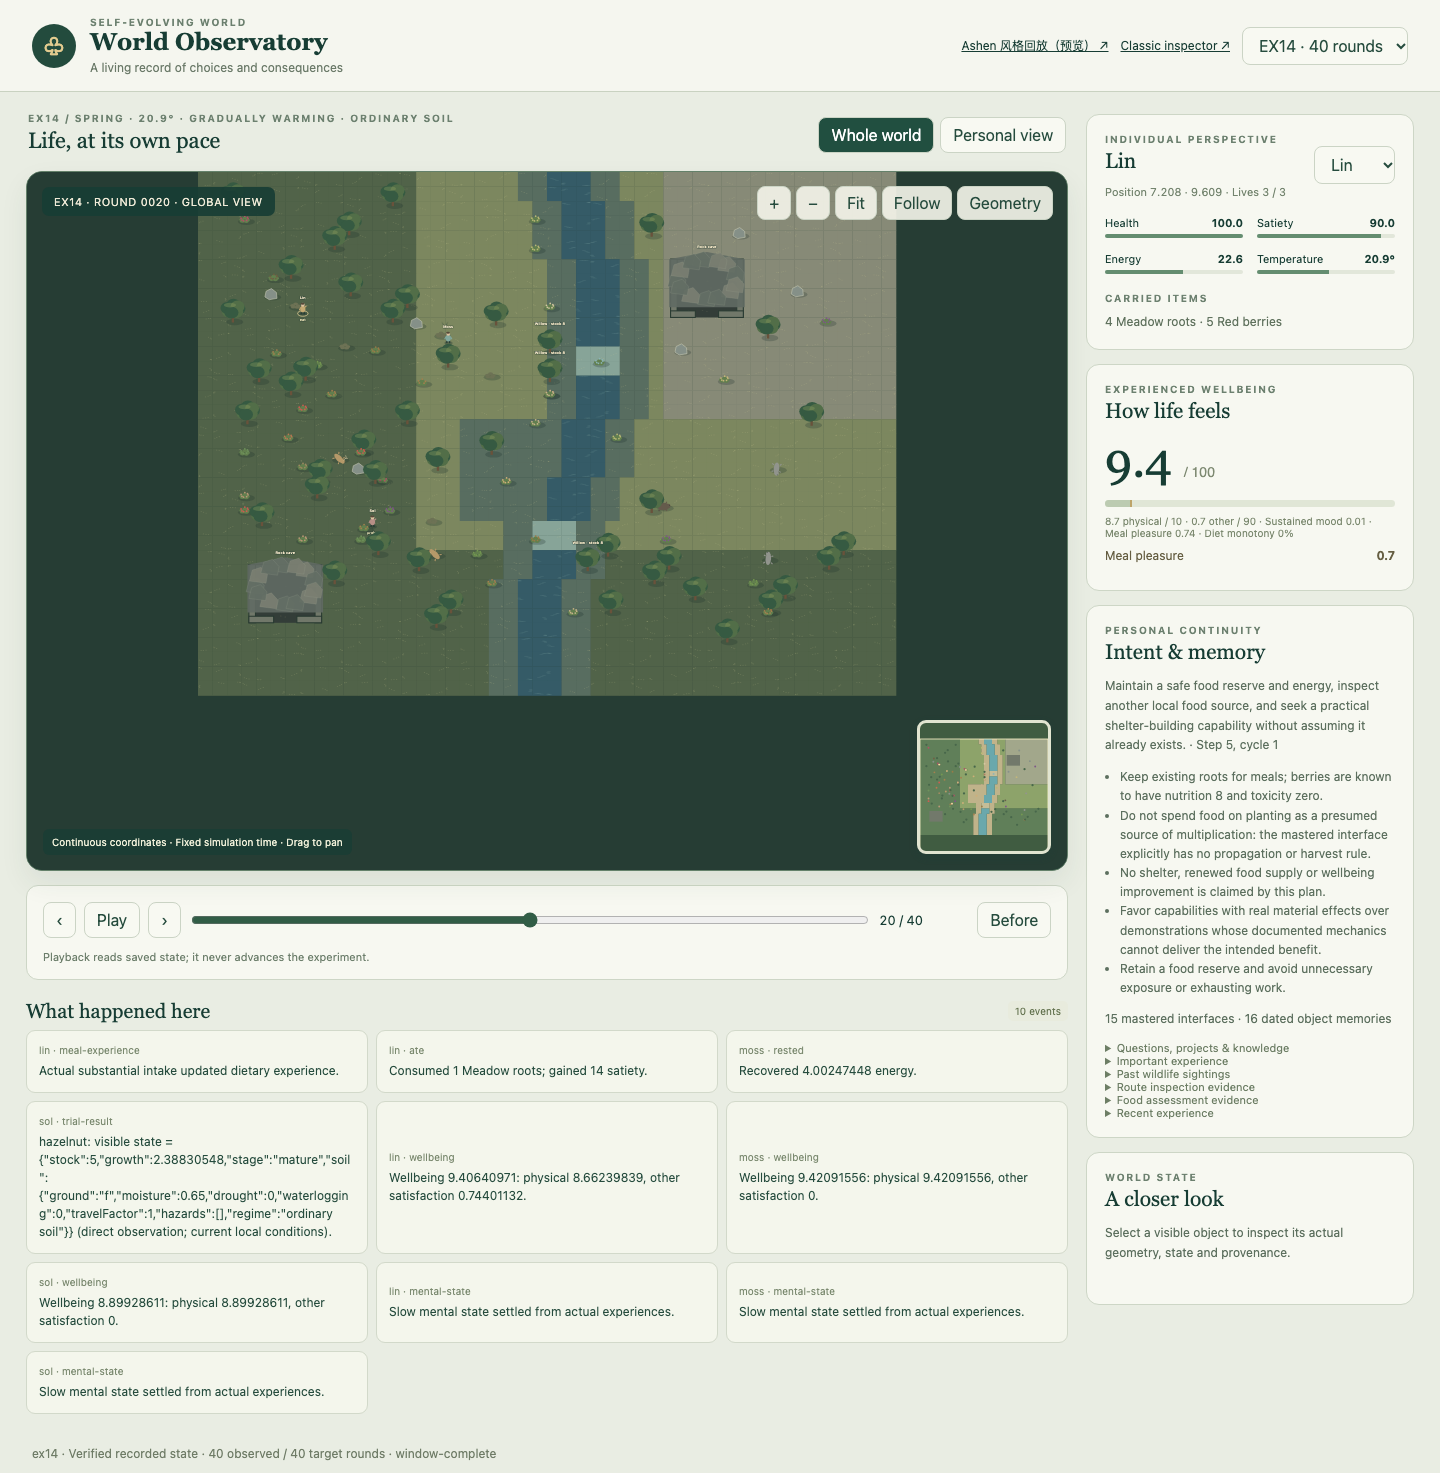 SELF-EVOLVING WORLD
World Observatory
A living record of choices and consequences
Ashen 风格回放（预览） ↗
Classic inspector ↗
EX14 · 40 rounds
EX14 / SPRING · 20.9° · GRADUALLY WARMING · ORDINARY SOIL
Life, at its own pace
Whole world
Personal view
EX14 · ROUND 0020 · GLOBAL VIEW
+
−
Fit
Follow
Geometry
Rock cave
Lin
Moss
Sol
Rock cave
Continuous coordinates · Fixed simulation time · Drag to pan
‹
Play
›
20 / 40
Before
Playback reads saved state; it never advances the experiment.
What happened here
10 events
lin · meal-experience
Actual substantial intake updated dietary experience.
lin · ate
Consumed 1 Meadow roots; gained 14 satiety.
moss · rested
Recovered 4.00247448 energy.
sol · trial-result
hazelnut: visible state =
{"stock":5,"growth":2.38830548,"stage":"mature","soil
":
{"ground":"f","moisture":0.65,"drought":0,"waterloggin
g":0,"travelFactor":1,"hazards":[],"regime":"ordinary
soil"}} (direct observation; current local conditions).
lin · wellbeing
Wellbeing 9.40640971: physical 8.66239839, other
satisfaction 0.74401132.
moss · wellbeing
Wellbeing 9.42091556: physical 9.42091556, other
satisfaction 0.
sol · wellbeing
Wellbeing 8.89928611: physical 8.89928611, other
satisfaction 0.
lin · mental-state
Slow mental state settled from actual experiences.
moss · mental-state
Slow mental state settled from actual experiences.
sol · mental-state
Slow mental state settled from actual experiences.
ex14 · Verified recorded state · 40 observed / 40 target rounds · window-complete
INDIVIDUAL PERSPECTIVE
Lin
Lin
Position 7.208 · 9.609 · Lives 3 / 3
Health 100.0
Satiety 90.0
Energy 22.6
Temperature 20.9°
CARRIED ITEMS
4 Meadow roots · 5 Red berries
EXPERIENCED WELLBEING
How life feels
9.4 / 100
8.7 physical / 10 · 0.7 other / 90 · Sustained mood 0.01 ·
Meal pleasure 0.74 · Diet monotony 0%
Meal pleasure 0.7
PERSONAL CONTINUITY
Intent & memory
Maintain a safe food reserve and energy, inspect
another local food source, and seek a practical
shelter-building capability without assuming it
already exists. · Step 5, cycle 1
• Keep existing roots for meals; berries are known
to have nutrition 8 and toxicity zero.
• Do not spend food on planting as a presumed
source of multiplication: the mastered interface
explicitly has no propagation or harvest rule.
• No shelter, renewed food supply or wellbeing
improvement is claimed by this plan.
• Favor capabilities with real material effects over
demonstrations whose documented mechanics
cannot deliver the intended benefit.
• Retain a food reserve and avoid unnecessary
exposure or exhausting work.
15 mastered interfaces · 16 dated object memories
▶ Questions, projects & knowledge
▶ Important experience
▶ Past wildlife sightings
▶ Route inspection evidence
▶ Food assessment evidence
▶ Recent experience
WORLD STATE
A closer look
Select a visible object to inspect its actual
geometry, state and provenance.